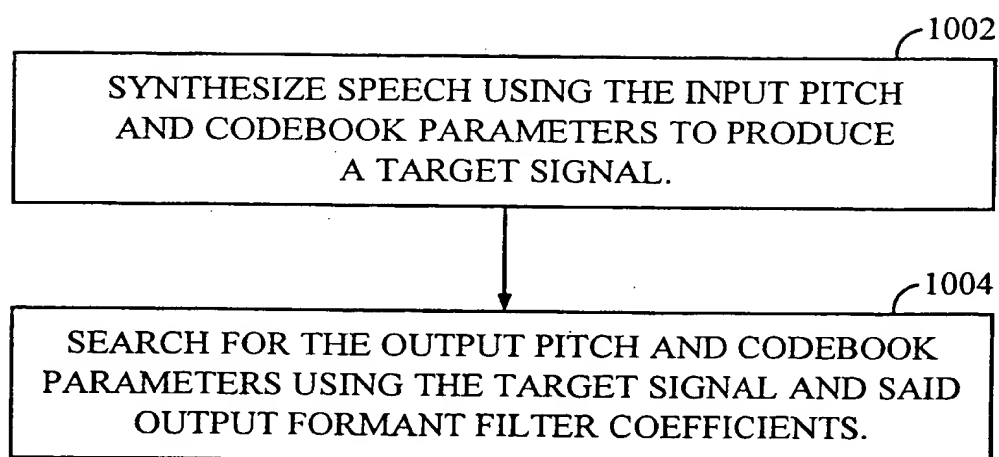 1002
SYNTHESIZE SPEECH USING THE INPUT PITCH
AND CODEBOOK PARAMETERS TO PRODUCE
A TARGET SIGNAL.
1004
SEARCH FOR THE OUTPUT PITCH AND CODEBOOK
PARAMETERS USING THE TARGET SIGNAL AND SAID
OUTPUT FORMANT FILTER COEFFICIENTS.